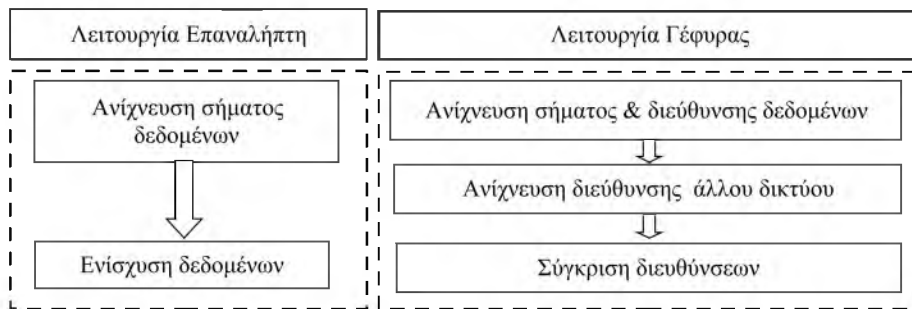 Λειτουργία Επαναλήπτη
Ανίχνευση σήματος
δεδομένων
Ενίσχυση δεδομένων
Λειτουργία Γέφυρας
Ανίχνευση σήματος & διεύθυνσης δεδομένων
Ανίχνευση διεύθυνσης άλλου δικτύου
Σύγκριση διευθύνσεων